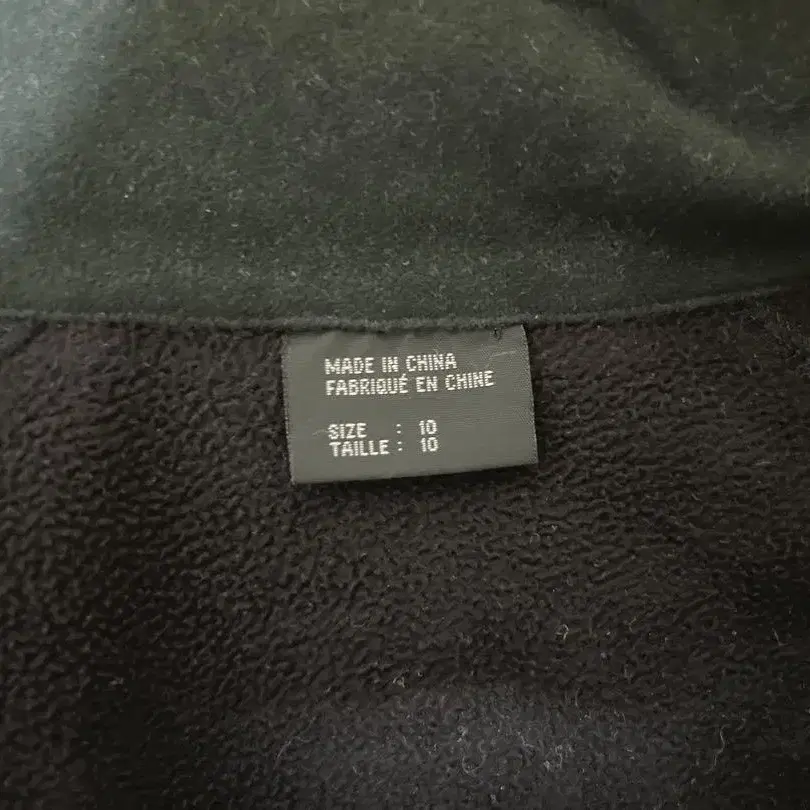 MADE IN CHINA
FABRIQUÉ EN CHINE
SIZE : 10
TAILLE : 10